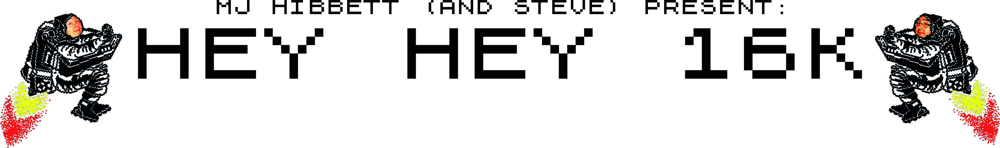 MJ HIBBETT (AND STEVE) PRESENT:
HEY HEY 16K